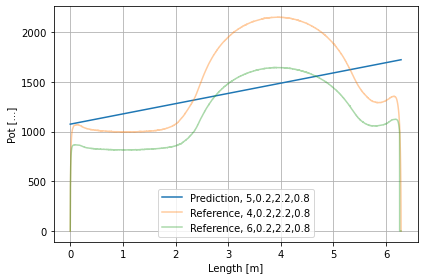 2000
1500
1000
500
0
Pot [...]
Prediction, 5,0.2,2.2,0.8
Reference, 4,0.2,2.2,0.8
Reference, 6,0.2,2.2,0.8
0 1 2 3 4 5 6
Length [m]